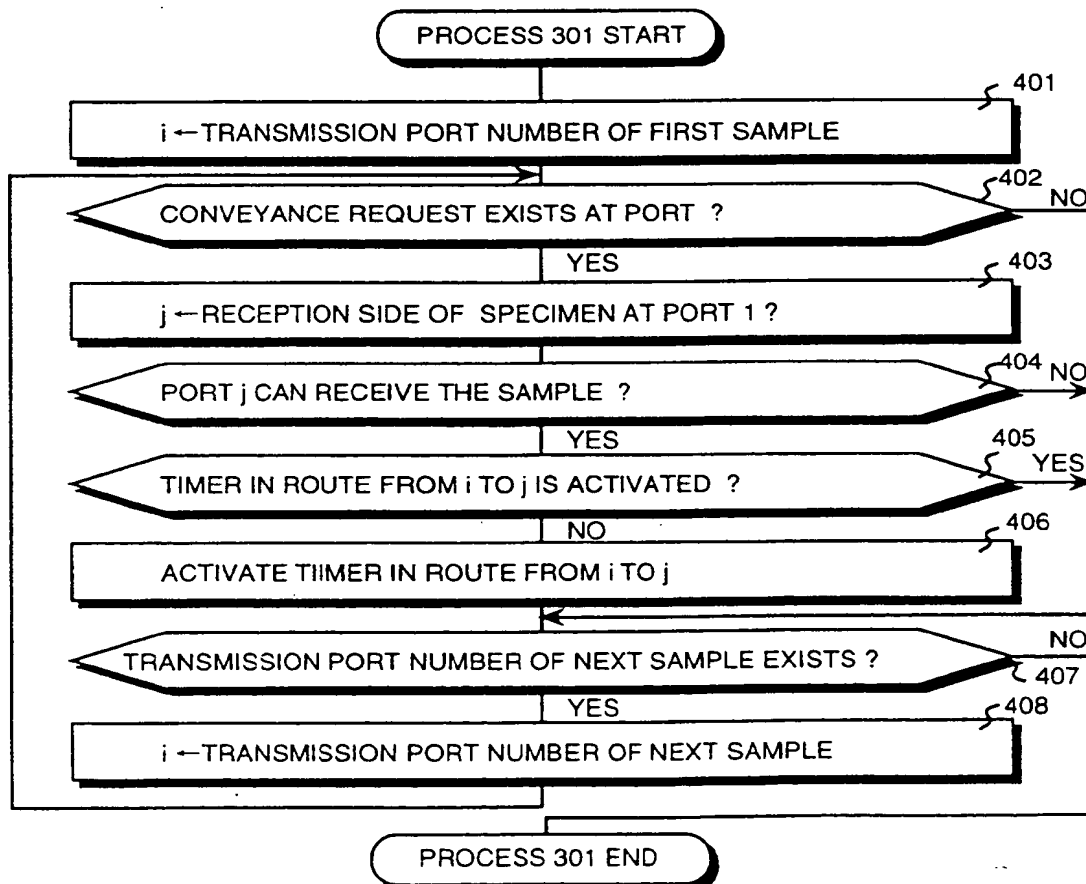 PROCESS 301 START
401
i ←TRANSMISSION PORT NUMBER OF FIRST SAMPLE
402
CONVEYANCE REQUEST EXISTS AT PORT ?
NO
YES
403
j ←RECEPTION SIDE OF SPECIMEN AT PORT 1 ?
404
PORT j CAN RECEIVE THE SAMPLE ?
NO
YES
405
TIMER IN ROUTE FROM i TO j IS ACTIVATED ?
YES
NO
406
ACTIVATE TIIMER IN ROUTE FROM i TO j
TRANSMISSION PORT NUMBER OF NEXT SAMPLE EXISTS ?
NO
407
YES
408
i ←TRANSMISSION PORT NUMBER OF NEXT SAMPLE
PROCESS 301 END